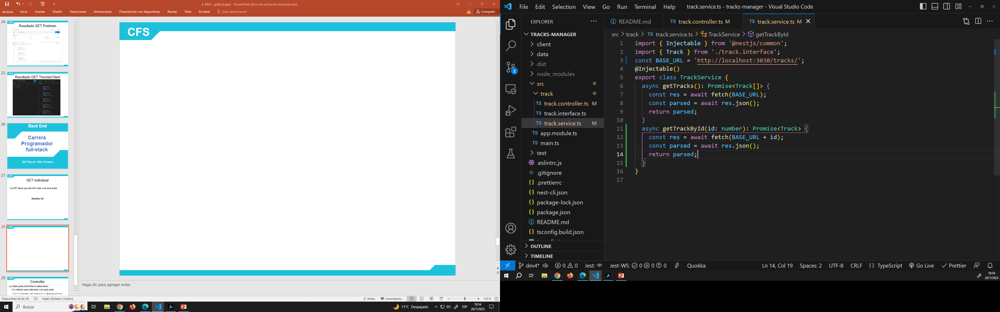 4. MVC- getById.pptx - PowerPoint (Error de activación de productos)
Archivo Inicio Insertar Diseño Transiciones Animaciones Presentación con diapositivas Revisar Vista Acrobat ¿Qué desea hacer? Compartir
24
CFS
Resultado GET Postman
25
CFS
Resultado GET ThunderClient
26
Back End
Carrera
Programador
full-stack
GET By id / URL Params
27
CFS
GET Individual
La API tiene que permitir traer una sola pista:
/tracks/:id
28
CFS
29
CFS
Controller
La clase pista.controller.ts debe tener:
Un método para devolver una sola pista
import { Controller, Get, Param } from '@nestjs/common';
CFS
Haga clic para agregar notas
Diapositiva 28 de 29 Inglés (Estados Unidos) Notas Comentarios 135 %
Buscar
11°C Despejado ESP 18:54
20/7/2023
File Edit Selection View Go Run Terminal Help track.service.ts - tracks-manager - Visual Studio Code
EXPLORER
TRACKS-MANAGER
client
data
dist
node_modules
src
track
TS track.controller.ts M
TS track.interface.ts
TS track.service.ts M
TS app.module.ts
TS main.ts
test
.eslintrc.js
.gitignore
{} .prettierrc
{} nest-cli.json
{} package-lock.json
{} package.json
README.md
{} tsconfig.build.json
OUTLINE
TIMELINE
2
README.md TS track.controller.ts M TS track.service.ts M
src > track > TS track.service.ts > TrackService > getTrackById
1 import { Injectable } from '@nestjs/common';
2 import { Track } from './track.interface';
3 const BASE_URL = 'http://localhost:3030/tracks/';
4 @Injectable()
5 export class TrackService {
6 async getTracks(): Promise<Track[]> {
7 const res = await fetch(BASE_URL);
8 const parsed = await res.json();
9 return parsed;
10 }
11 async getTrackById(id: number): Promise<Track> {
12 const res = await fetch(BASE_URL + id);
13 const parsed = await res.json();
14 return parsed;
15 }
16 }
17
dev4* 0 0 Jest: Jest-WS: 0 0 0 Quokka Ln 14, Col 19 Spaces: 2 UTF-8 CRLF {} TypeScript Go Live Prettier
18:54
20/7/2023